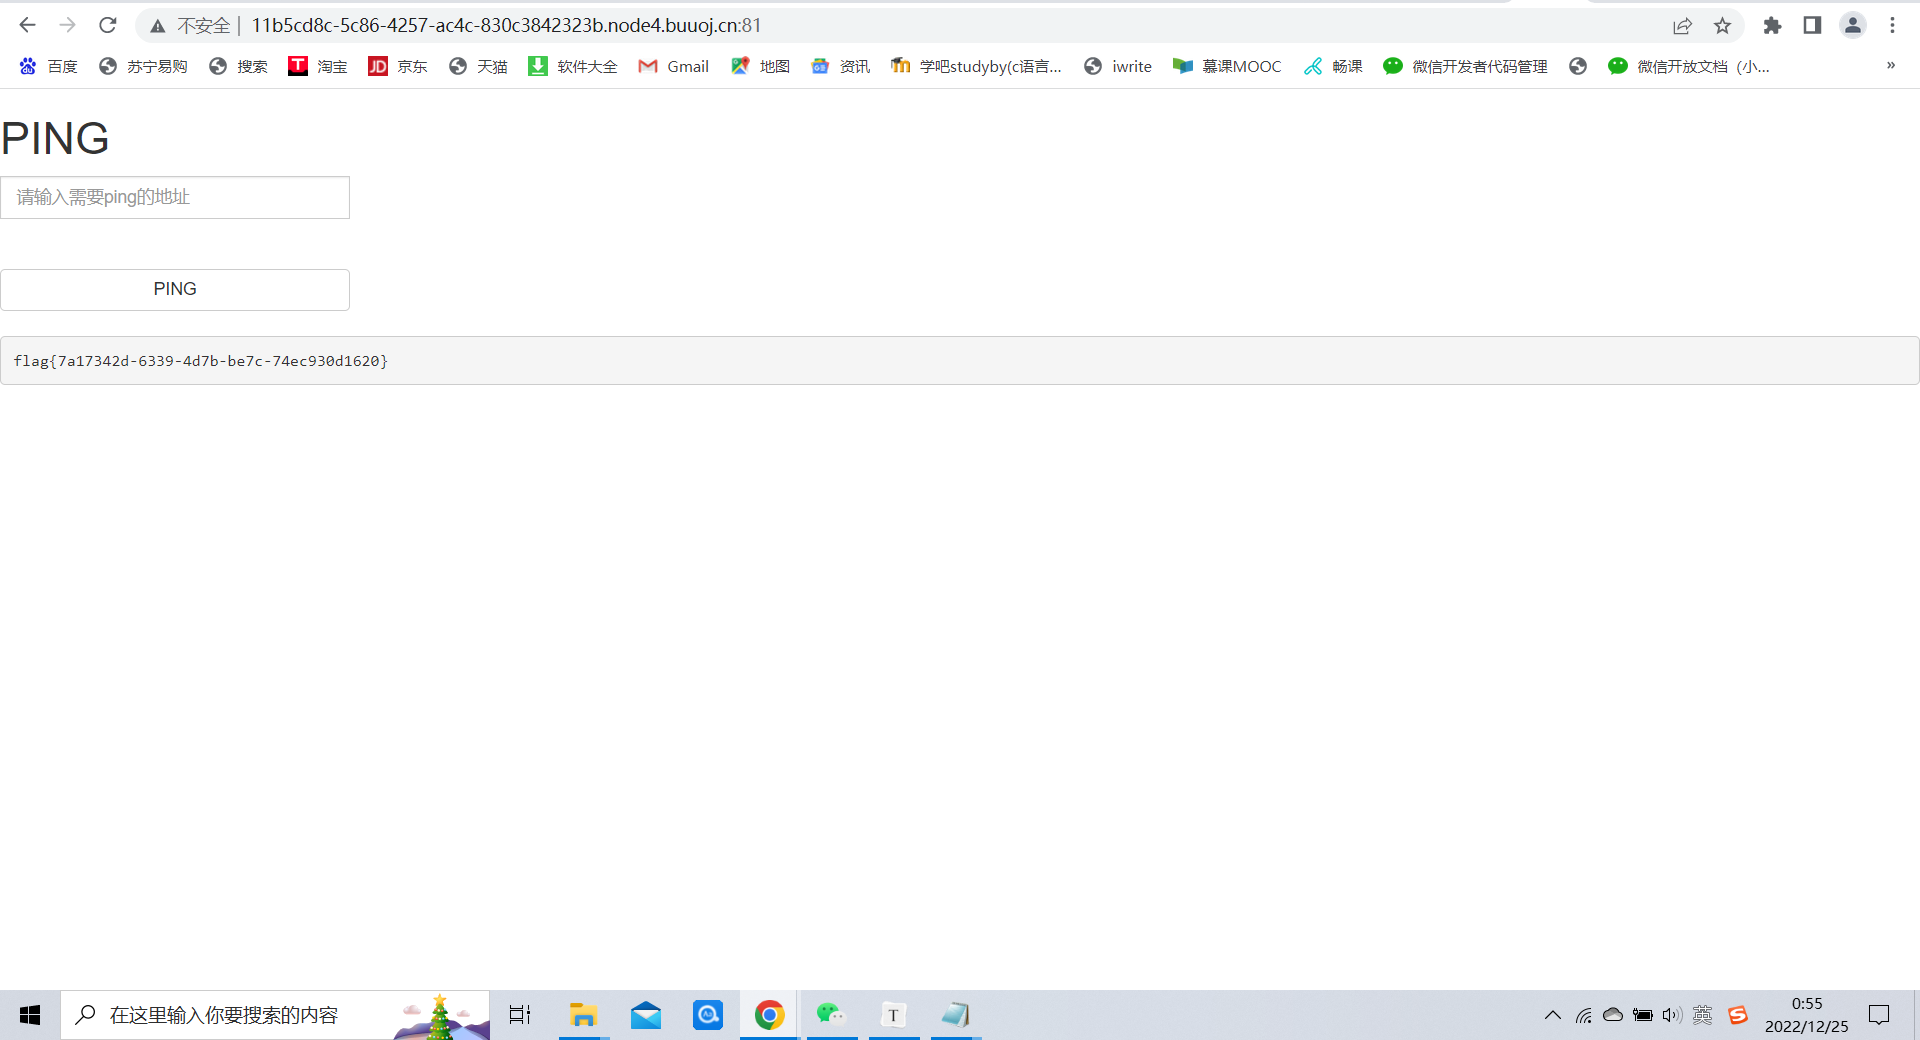 不安全 | 11b5cd8c-5c86-4257-ac4c-830c3842323b.node4.buuoj.cn:81
百度 苏宁易购 搜索 淘宝 京东 天猫 软件大全 Gmail 地图 资讯 学吧studyby(c语言... iwrite 慕课MOOC 畅课 微信开发者代码管理 微信开放文档（小... »
PING
请输入需要ping的地址
PING
flag{7a17342d-6339-4d7b-be7c-74ec930d1620}
在这里输入你要搜索的内容
英
0:55
2022/12/25